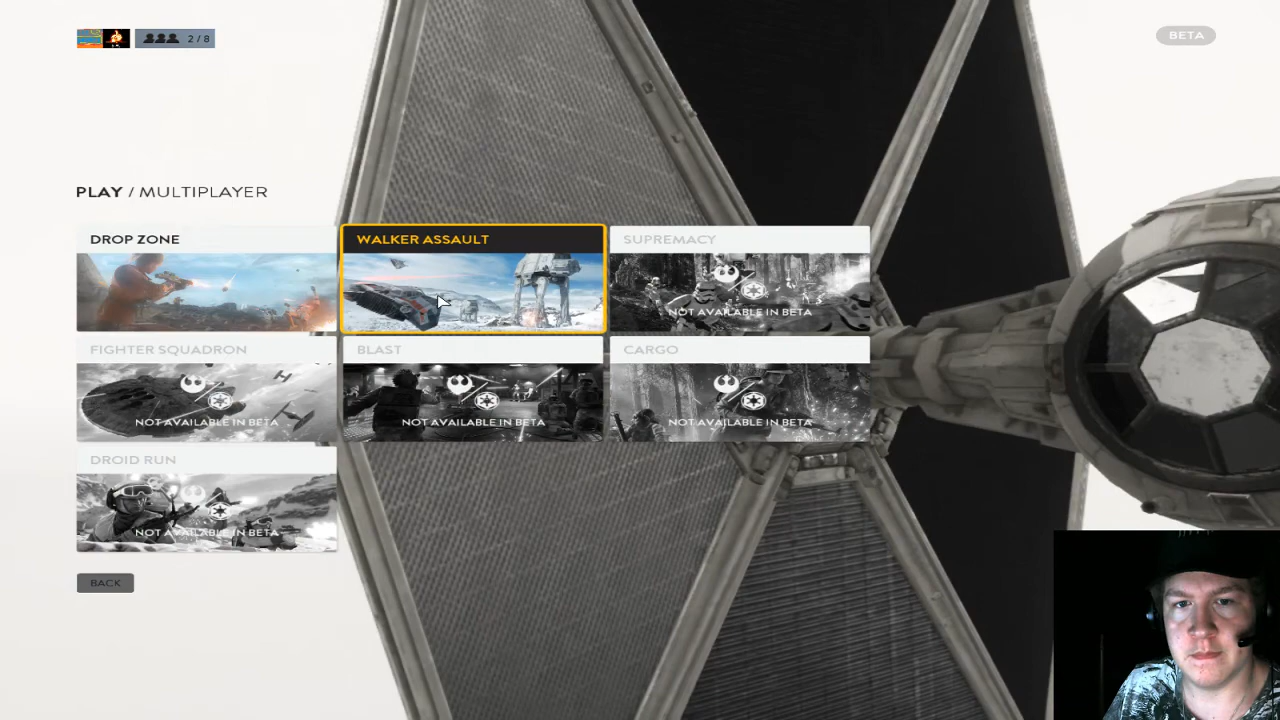 2 / 8
BETA
PLAY / MULTIPLAYER
DROP ZONE
WALKER ASSAULT
SUPREMACY
NOT AVAILABLE IN BETA
FIGHTER SQUADRON
BLAST
CARGO
NOT AVAILABLE IN BETA
NOT AVAILABLE IN BETA
NOT AVAILABLE IN BETA
DROID RUN
NOT AVAILABLE IN BETA
BACK